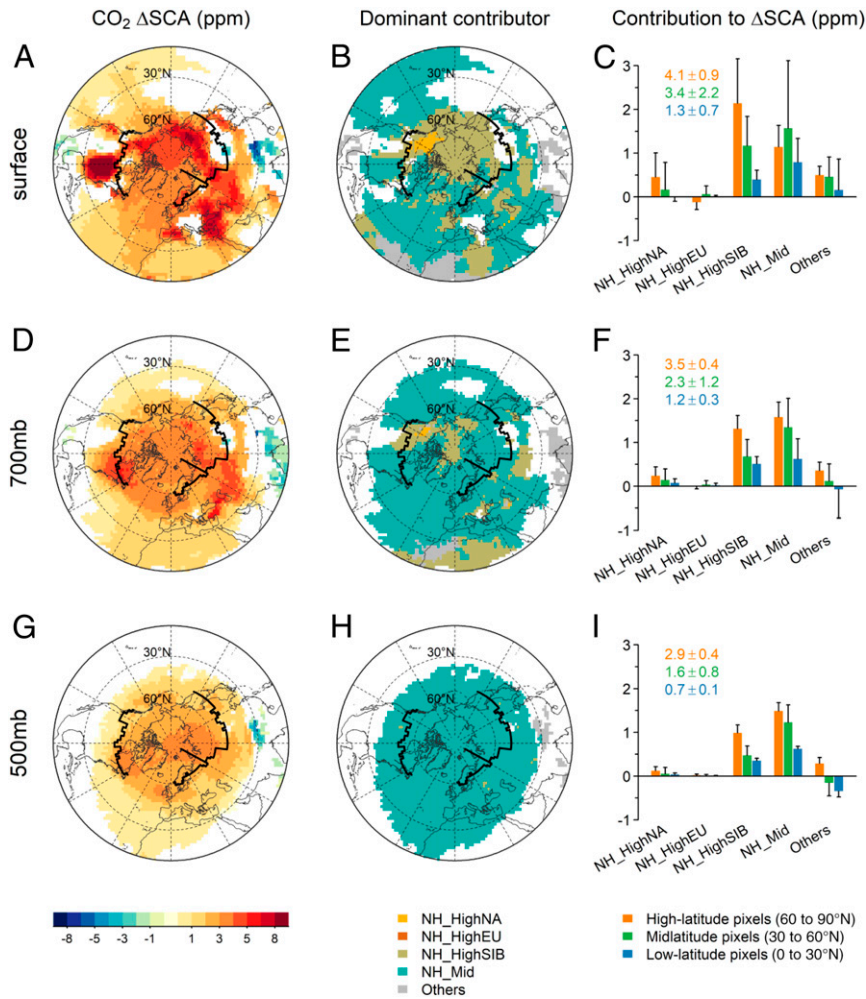 CO₂ ΔSCA (ppm)
Dominant contributor
Contribution to ΔSCA
A
B
C
surface
30°N
60°N
30°N
60°N
3
2
1
0
-1
4.1 ± 0.9
3.4 ± 2.2
1.3 ± 0.7
NH_HighNA
NH_HighEU
NH_HighSIB
NH_Mid
Others
D
E
F
700mb
30°N
60°N
30°N
60°N
3
2
1
0
-1
3.5 ± 0.4
2.3 ± 1.2
1.2 ± 0.3
NH_HighNA
NH_HighEU
NH_HighSIB
NH_Mid
Others
G
H
I
500mb
30°N
60°N
30°N
60°N
3
2
1
0
-1
2.9 ± 0.4
1.6 ± 0.8
0.7 ± 0.1
NH_HighNA
NH_HighEU
NH_HighSIB
NH_Mid
Others
-8 -5 -3 -1 1 3 5 8
NH_HighNA
NH_HighEU
NH_HighSIB
NH_Mid
Others
High-latitude pixels (60 to 90°N)
Midlatitude pixels (30 to 60°N)
Low-latitude pixels (0 to 30°N)